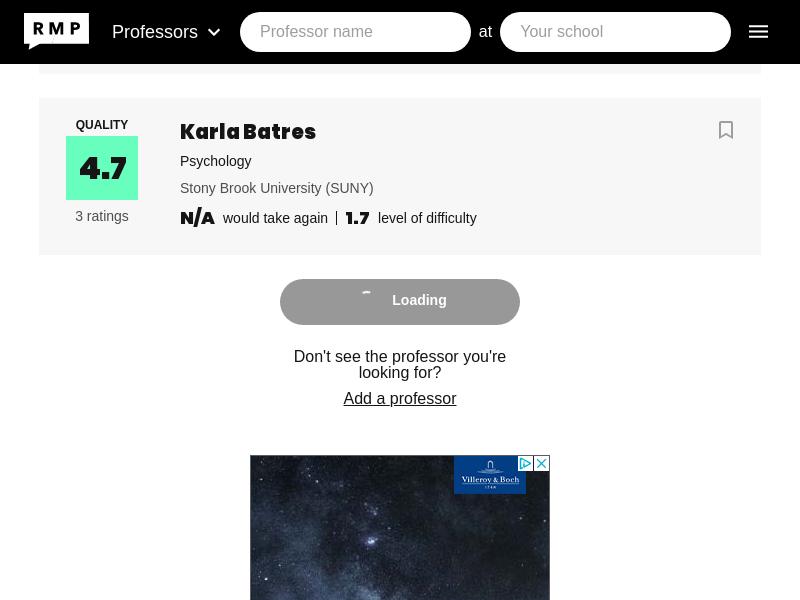 RMP
Professors
Professor name
at
Your school
QUALITY
4.7
3 ratings
Karla Batres
Psychology
Stony Brook University (SUNY)
N/A would take again | 1.7 level of difficulty
Loading
Don't see the professor you're
looking for?
Add a professor
Villeroy & Boch
1748